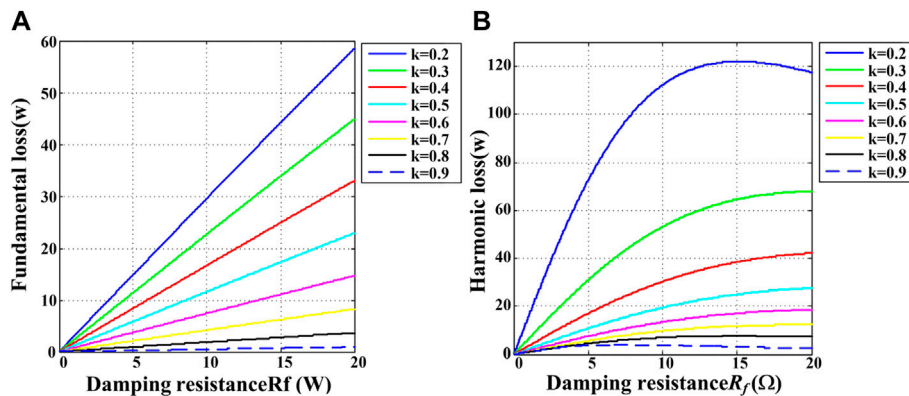 A
Fundamental loss(w)
60
50
40
30
20
10
0
0
5
10
15
20
Damping resistanceRf (W)
k=0.2
k=0.3
k=0.4
k=0.5
k=0.6
k=0.7
k=0.8
k=0.9
B
Harmonic loss(w)
120
100
80
60
40
20
0
0
5
10
15
20
Damping resistanceRf (Ω)
k=0.2
k=0.3
k=0.4
k=0.5
k=0.6
k=0.7
k=0.8
k=0.9